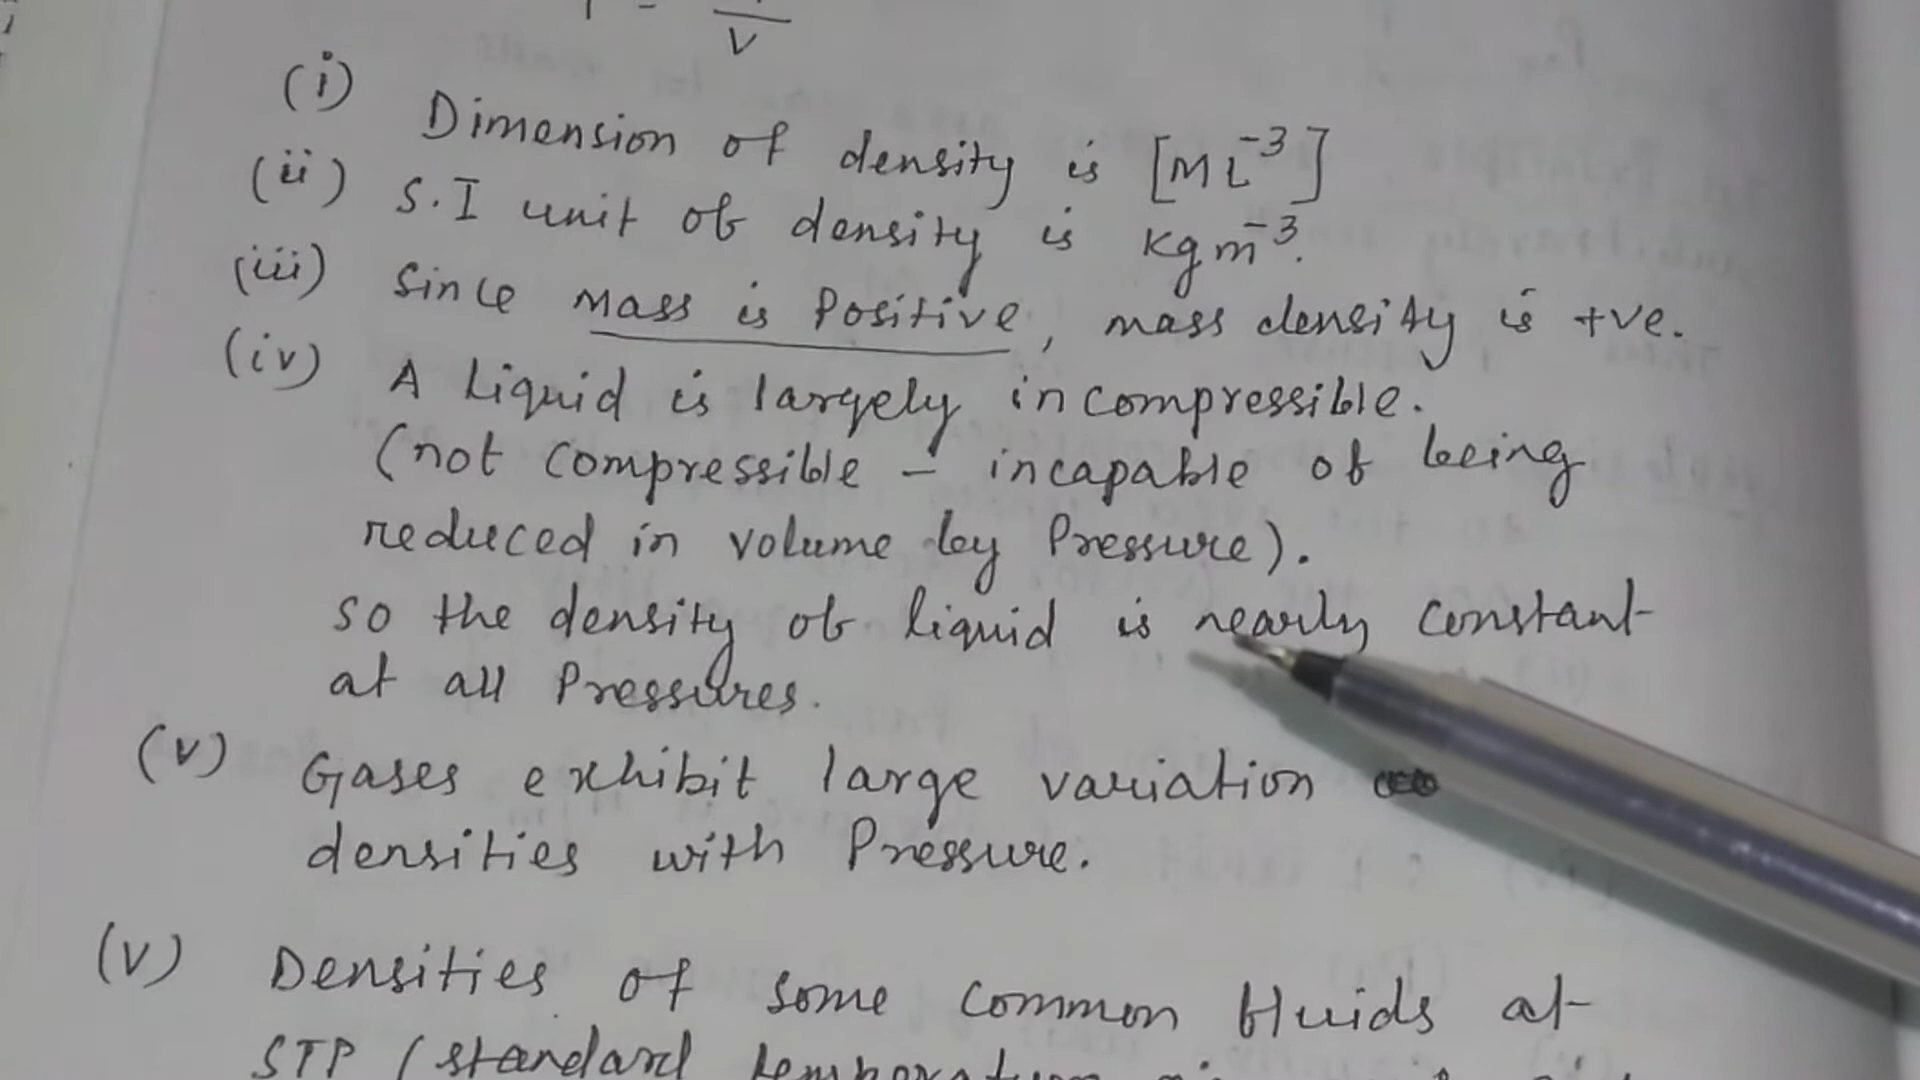 V
(i) Dimension of density is [ML⁻³]
(ii) S.I unit of density is kgm⁻³.
(iii) Since mass is Positive, mass density is +ve.
(iv) A liquid is largely incompressible.
(not compressible - incapable of being
reduced in volume by Pressure).
so the density of liquid is nearly constant
at all Pressures.
(v) Gases exhibit large variation
densities with Pressure.
(v) Densities of some common fluids at
STP (standard temperature